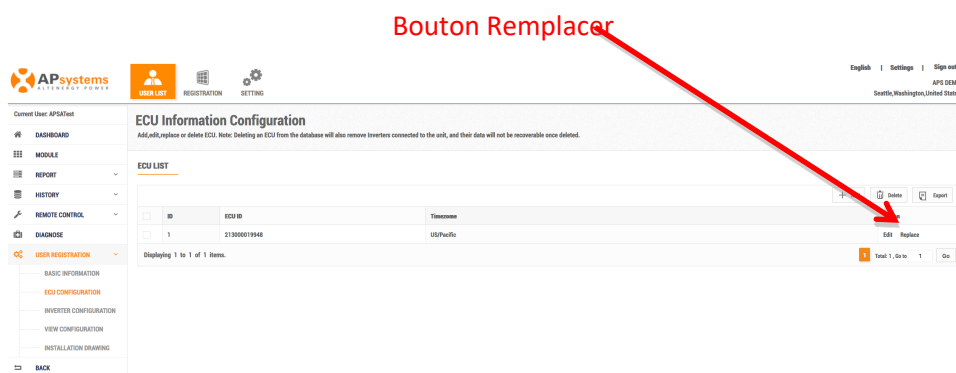 Bouton Remplacer
APsystems
ALTENERGY POWER
USER LIST
REGISTRATION
SETTING
English | Settings | Sign out
APS DEM
Seattle,Washington,United State
Current User: APSATest
DASHBOARD
MODULE
REPORT
HISTORY
REMOTE CONTROL
DIAGNOSE
USER REGISTRATION
BASIC INFORMATION
ECU CONFIGURATION
INVERTER CONFIGURATION
VIEW CONFIGURATION
INSTALLATION DRAWING
BACK
ECU Information Configuration
Add,edit,replace or delete ECU. Note: Deleting an ECU from the database will also remove Inverters connected to the unit, and their data will not be recoverable once deleted.
ECU LIST
Delete Export
ID ECU ID Timezone
1 213000019948 US/Pacific Edit Replace
Displaying 1 to 1 of 1 items.
1 Total: 1 , Go to 1 Go